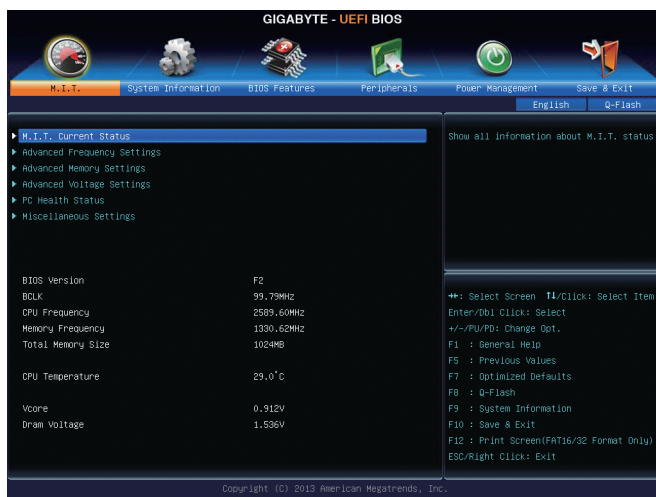 GIGABYTE - UEFI BIOS
M.I.T. System Information BIOS Features Peripherals Power Management Save & Exit
English Q-Flash
M.I.T. Current Status
Advanced Frequency Settings
Advanced Memory Settings
Advanced Voltage Settings
PC Health Status
Miscellaneous Settings
Show all information about M.I.T. status
BIOS Version F2
BCLK 99.79MHz
CPU Frequency 2589.60MHz
Memory Frequency 1330.62MHz
Total Memory Size 1024MB
CPU Temperature 29.0°C
Vcore 0.912V
Dram Voltage 1.536V
→←: Select Screen ↑↓/Click: Select Item
Enter/Dbl Click: Select
+/-/PU/PD: Change Opt.
F1 : General Help
F5 : Previous Values
F7 : Optimized Defaults
F8 : Q-Flash
F9 : System Information
F10 : Save & Exit
F12 : Print Screen(FAT16/32 Format Only)
ESC/Right Click: Exit
Copyright (C) 2013 American Megatrends, Inc.